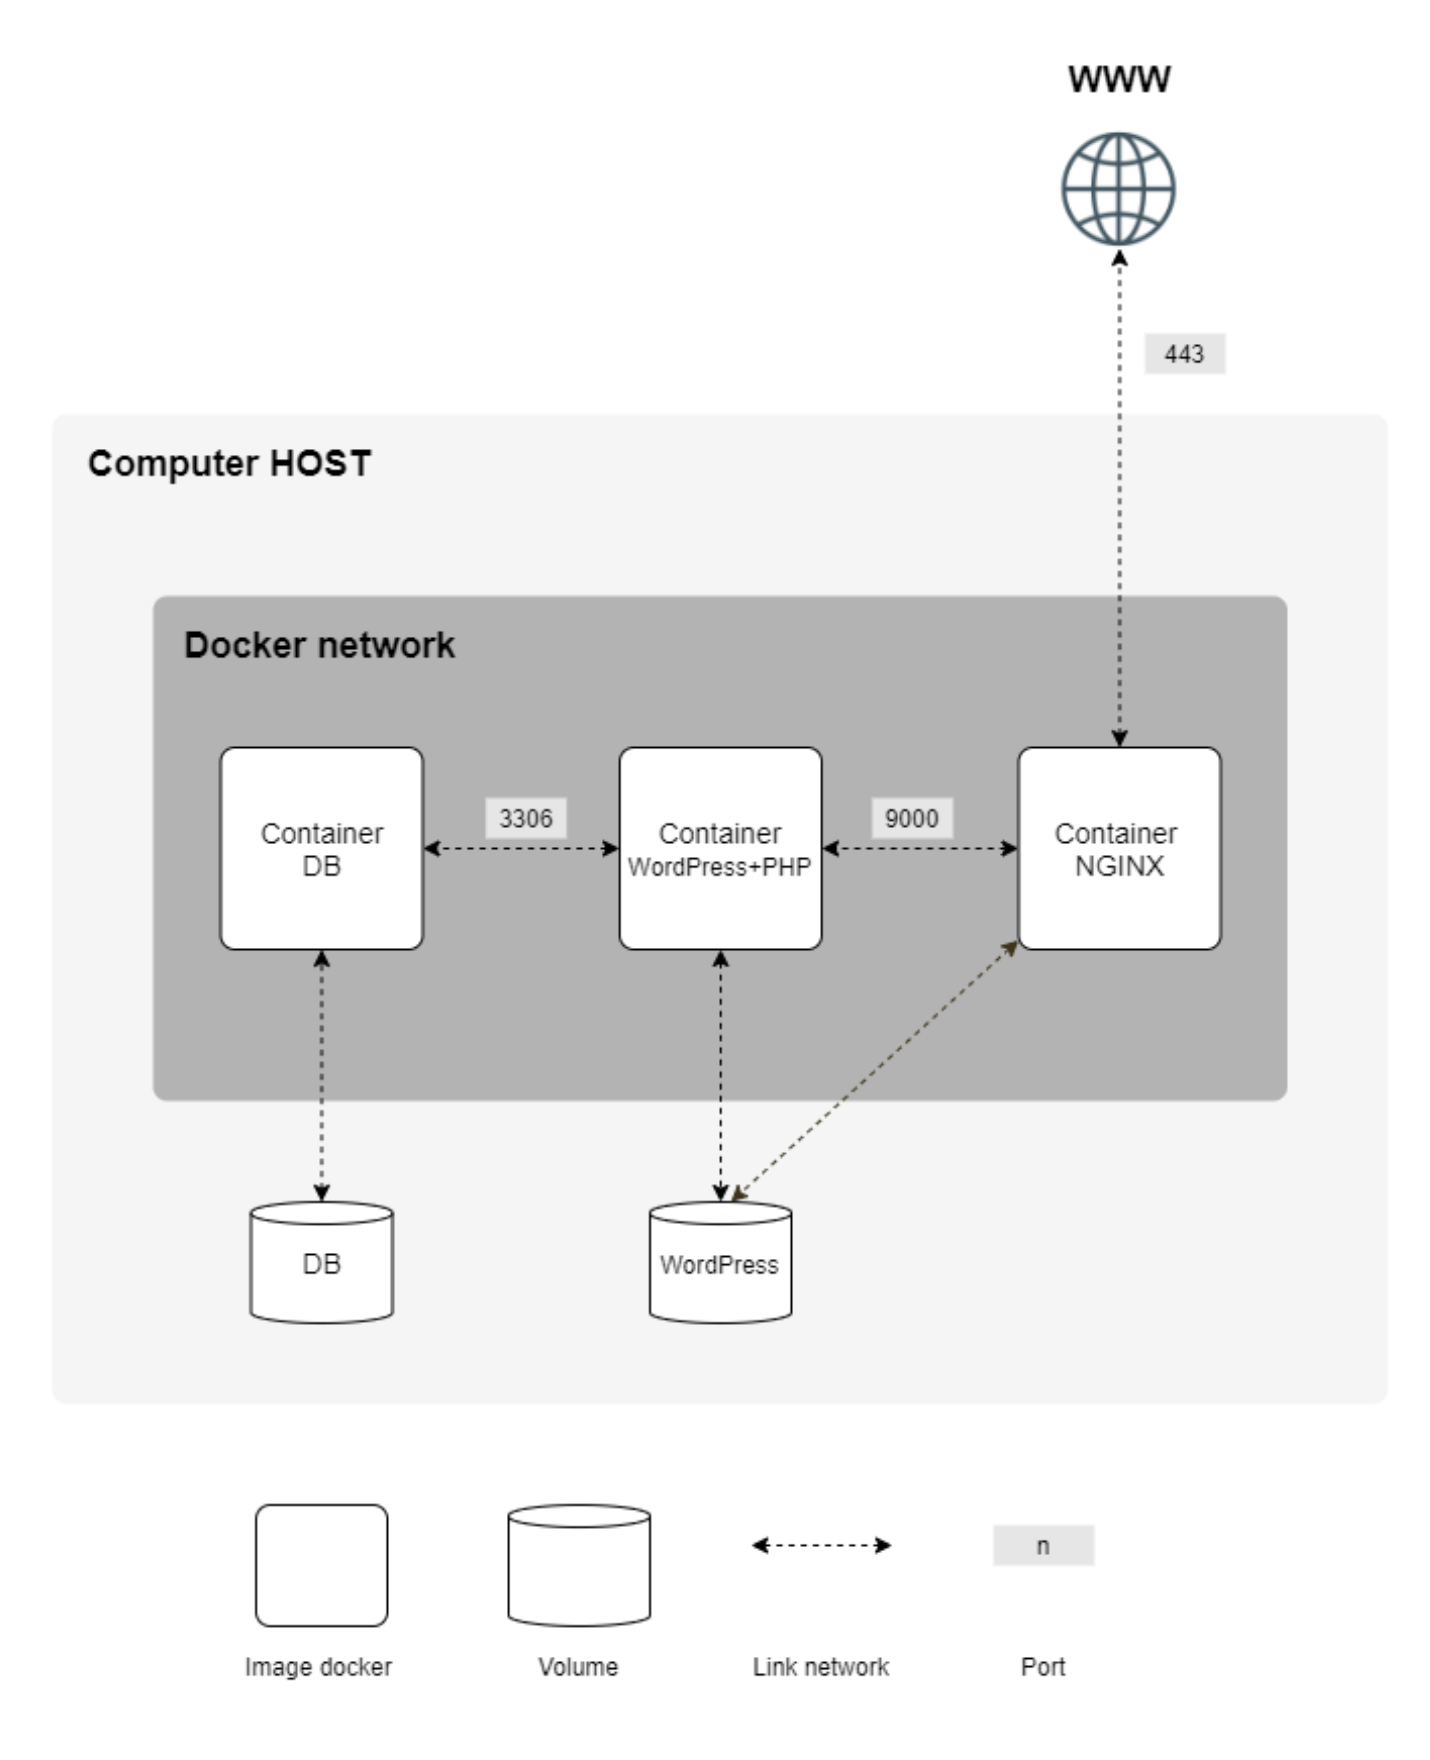 WWW
443
Computer HOST
Docker network
Container
DB
3306
Container
WordPress+PHP
9000
Container
NGINX
DB
WordPress
n
Image docker
Volume
Link network
Port